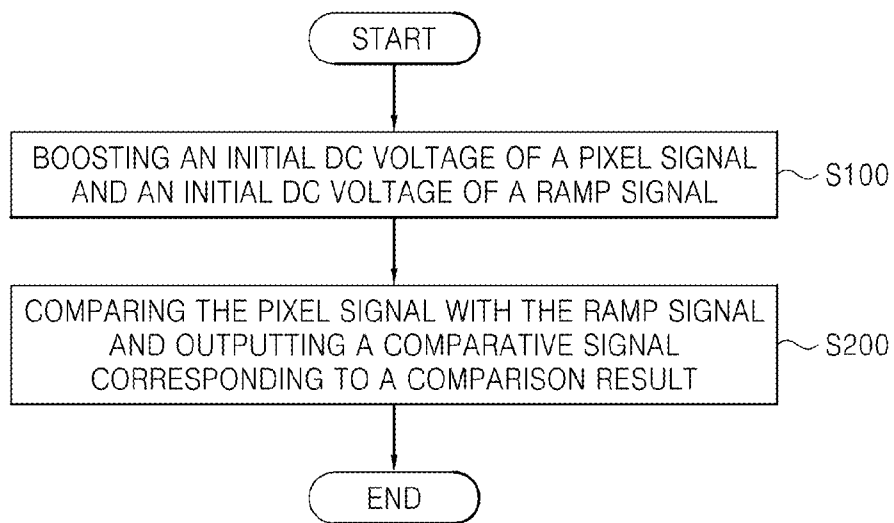 START
BOOSTING AN INITIAL DC VOLTAGE OF A PIXEL SIGNAL
AND AN INITIAL DC VOLTAGE OF A RAMP SIGNAL
S100
COMPARING THE PIXEL SIGNAL WITH THE RAMP SIGNAL
AND OUTPUTTING A COMPARATIVE SIGNAL
CORRESPONDING TO A COMPARISON RESULT
S200
END